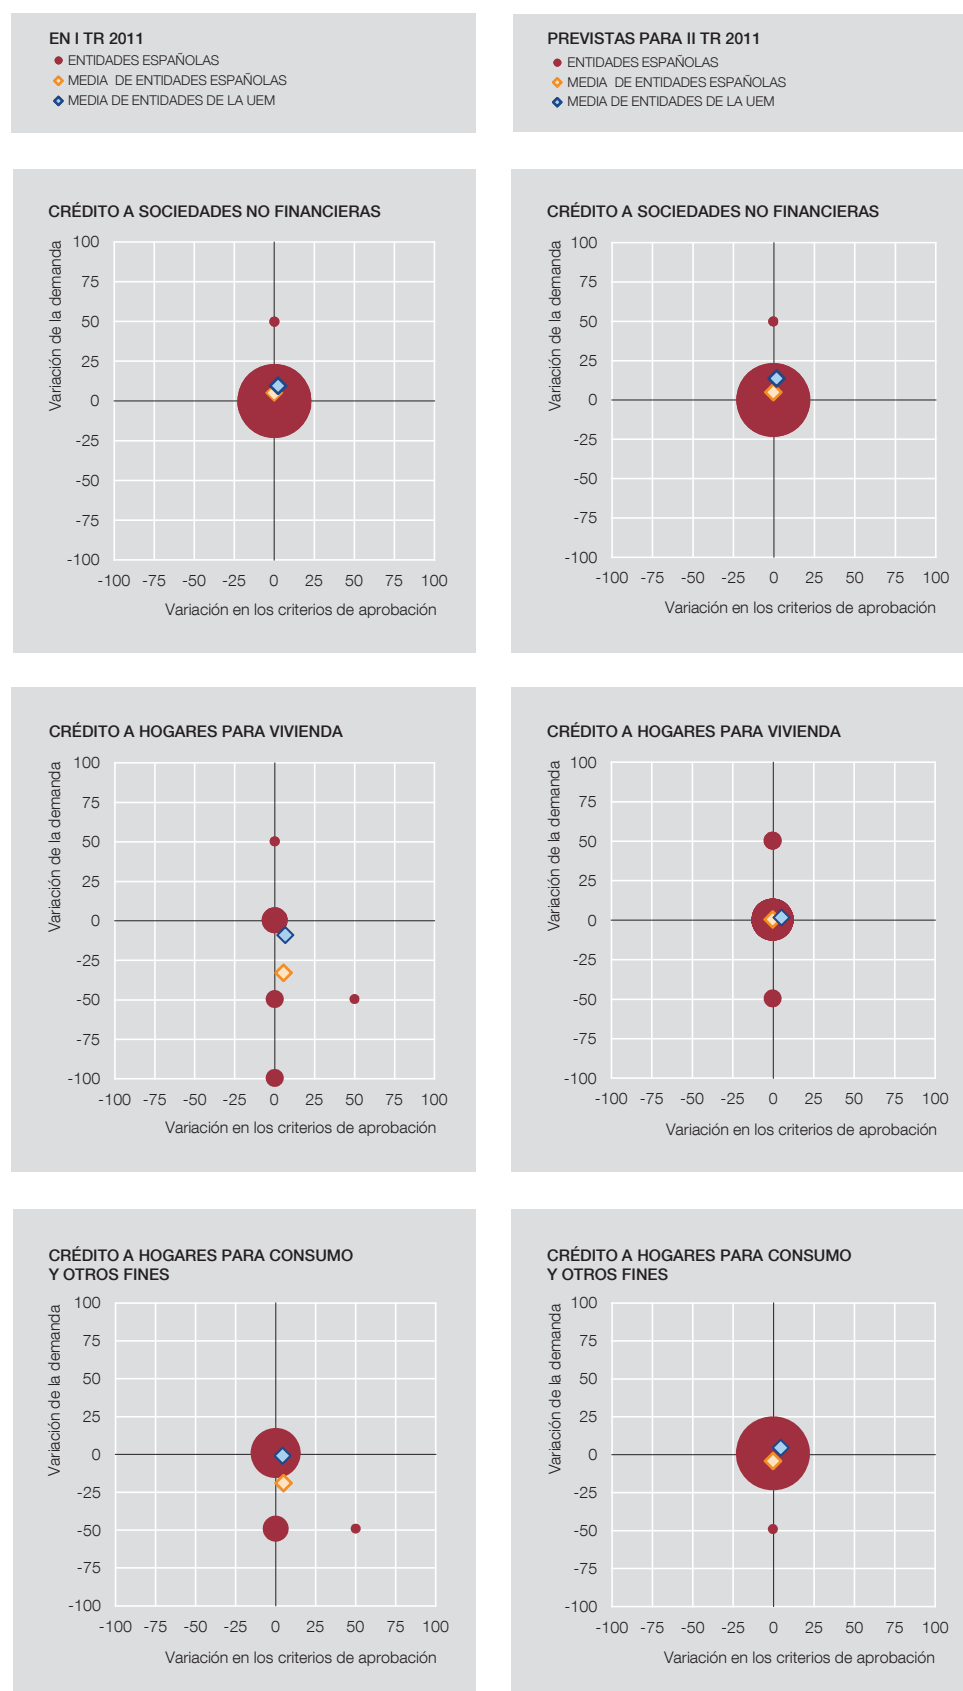 EN I TR 2011
ENTIDADES ESPAÑOLAS
MEDIA DE ENTIDADES ESPAÑOLAS
MEDIA DE ENTIDADES DE LA UEM
PREVISTAS PARA II TR 2011
ENTIDADES ESPAÑOLAS
MEDIA DE ENTIDADES ESPAÑOLAS
MEDIA DE ENTIDADES DE LA UEM
CRÉDITO A SOCIEDADES NO FINANCIERAS
Variación de la demanda
100
75
50
25
0
-25
-50
-75
-100
-100 -75 -50 -25 0 25 50 75 100
Variación en los criterios de aprobación
CRÉDITO A SOCIEDADES NO FINANCIERAS
Variación de la demanda
100
75
50
25
0
-25
-50
-75
-100
-100 -75 -50 -25 0 25 50 75 100
Variación en los criterios de aprobación
CRÉDITO A HOGARES PARA VIVIENDA
Variación de la demanda
100
75
50
25
0
-25
-50
-75
-100
-100 -75 -50 -25 0 25 50 75 100
Variación en los criterios de aprobación
CRÉDITO A HOGARES PARA VIVIENDA
Variación de la demanda
100
75
50
25
0
-25
-50
-75
-100
-100 -75 -50 -25 0 25 50 75 100
Variación en los criterios de aprobación
CRÉDITO A HOGARES PARA CONSUMO
Y OTROS FINES
Variación de la demanda
100
75
50
25
0
-25
-50
-75
-100
-100 -75 -50 -25 0 25 50 75 100
Variación en los criterios de aprobación
CRÉDITO A HOGARES PARA CONSUMO
Y OTROS FINES
Variación de la demanda
100
75
50
25
0
-25
-50
-75
-100
-100 -75 -50 -25 0 25 50 75 100
Variación en los criterios de aprobación